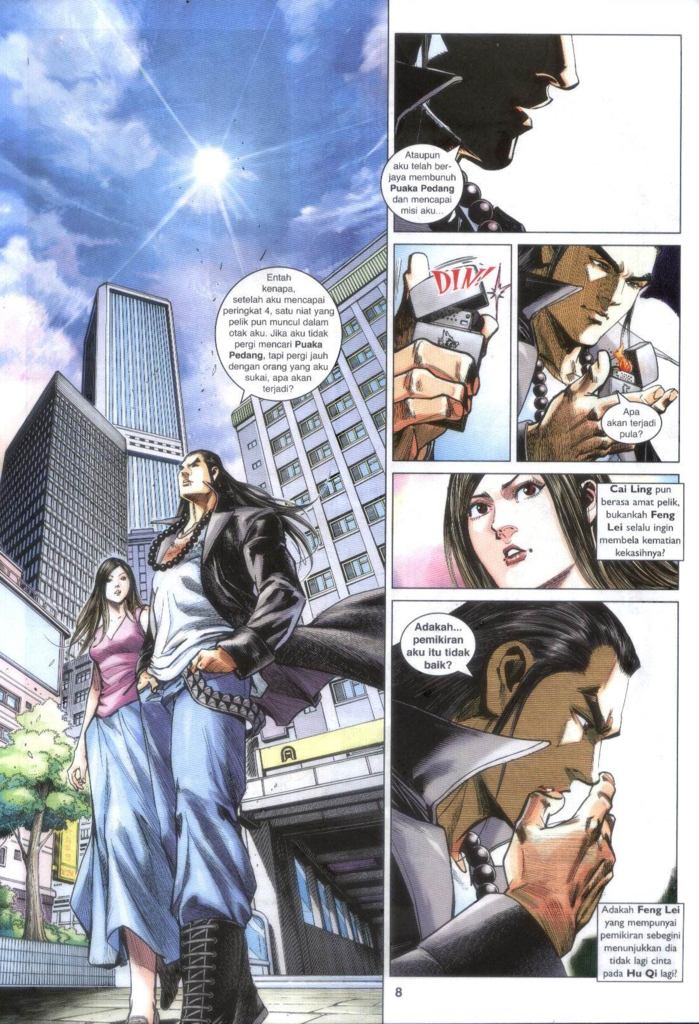 Entah
kenapa,
setelah aku mencapai
peringkat 4, satu niat yang
pelik pun muncul dalam
otak aku. Jika aku tidak
pergi mencari Puaka
Pedang, tapi pergi jauh
dengan orang yang aku
sukai, apa akan
terjadi?
Ataupun
aku telah ber-
jaya membunuh
Puaka Pedang
dan mencapai
misi aku...
DIN!
Apa
akan terjadi
pula?
Cai Ling pun
berasa amat pelik,
bukankah Feng
Lei selalu ingin
membela kematian
kekasihnya?
Adakah...
pemikiran
aku itu tidak
baik?
Adakah Feng Lei
yang mempunyai
pemikiran sebegini
menunjukkan dia
tidak lagi cinta
pada Hu Qi lagi?
8